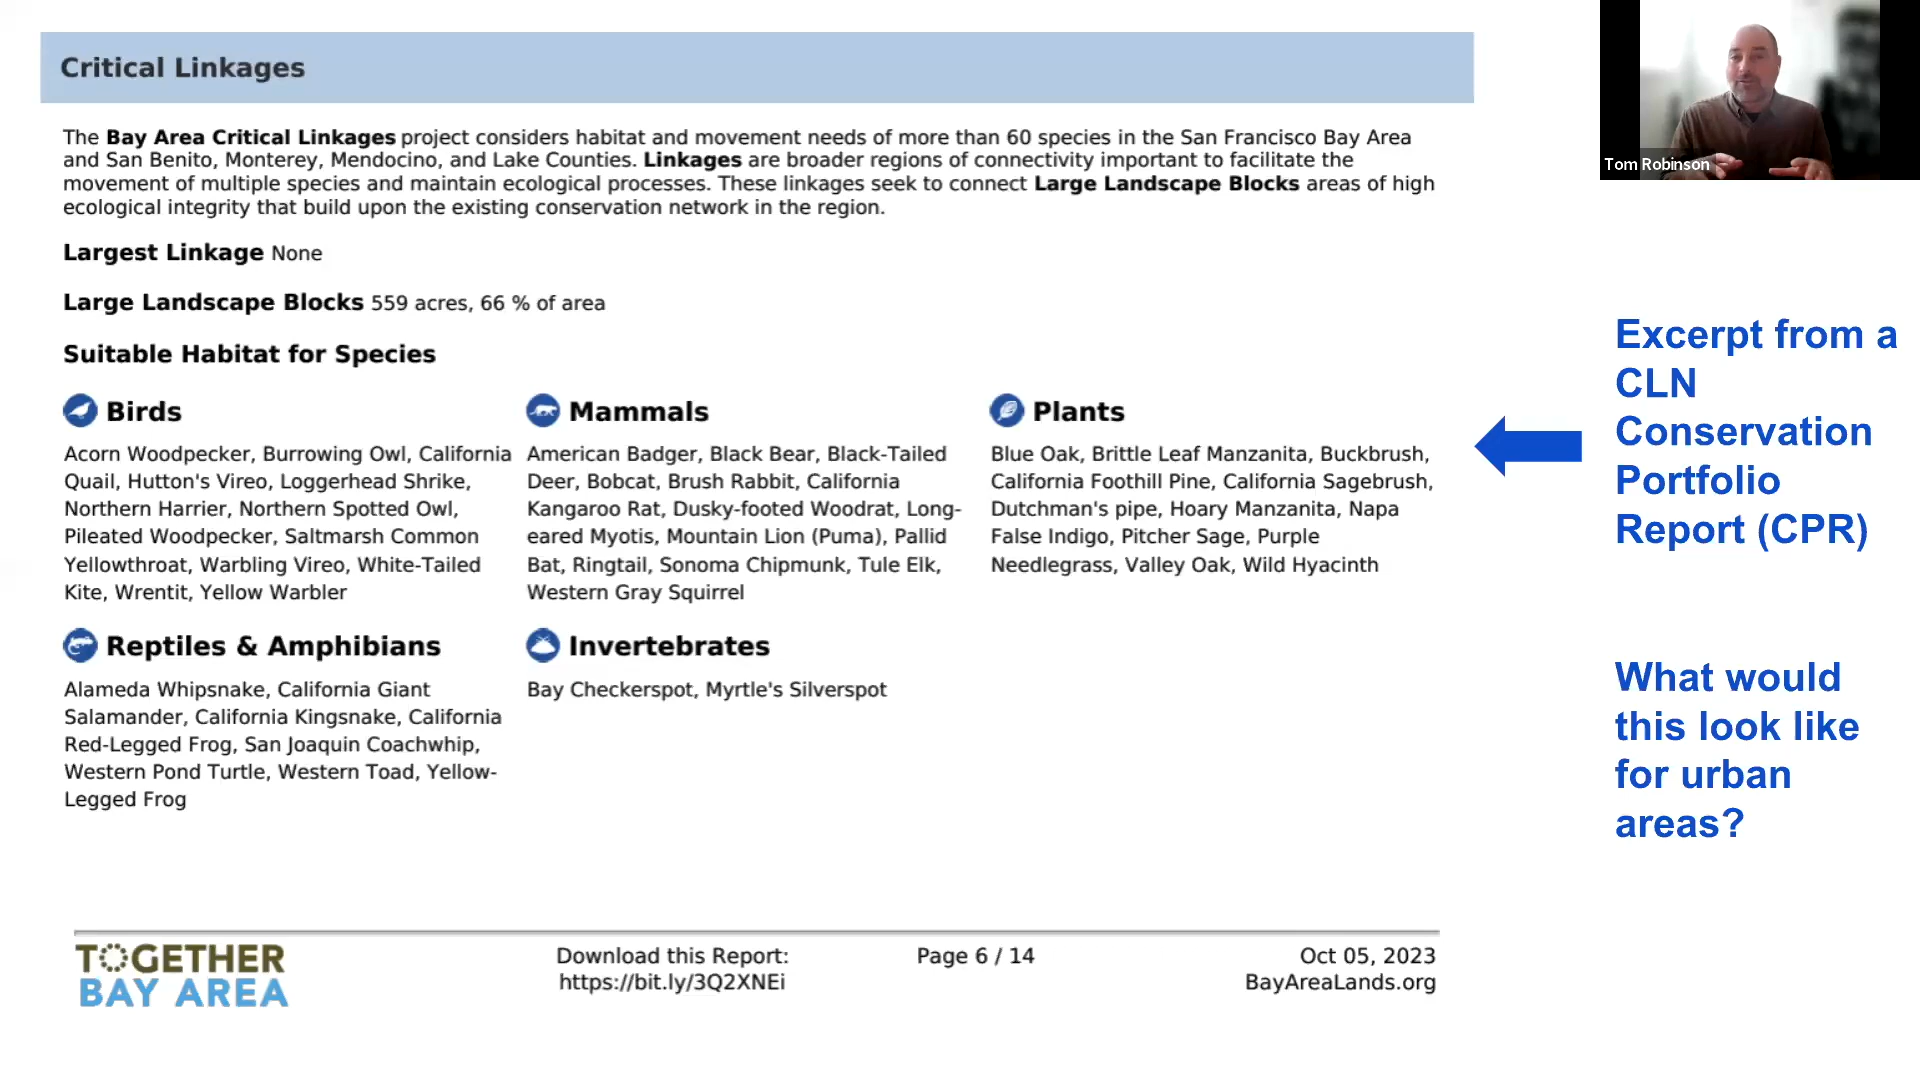 Critical Linkages
The Bay Area Critical Linkages project considers habitat and movement needs of more than 60 species in the San Francisco Bay Area
and San Benito, Monterey, Mendocino, and Lake Counties. Linkages are broader regions of connectivity important to facilitate the
movement of multiple species and maintain ecological processes. These linkages seek to connect Large Landscape Blocks areas of high
ecological integrity that build upon the existing conservation network in the region.
Largest Linkage None
Large Landscape Blocks 559 acres, 66 % of area
Suitable Habitat for Species
Birds
Acorn Woodpecker, Burrowing Owl, California
Quail, Hutton's Vireo, Loggerhead Shrike,
Northern Harrier, Northern Spotted Owl,
Pileated Woodpecker, Saltmarsh Common
Yellowthroat, Warbling Vireo, White-Tailed
Kite, Wrentit, Yellow Warbler
Mammals
American Badger, Black Bear, Black-Tailed
Deer, Bobcat, Brush Rabbit, California
Kangaroo Rat, Dusky-footed Woodrat, Long-
eared Myotis, Mountain Lion (Puma), Pallid
Bat, Ringtail, Sonoma Chipmunk, Tule Elk,
Western Gray Squirrel
Plants
Blue Oak, Brittle Leaf Manzanita, Buckbrush,
California Foothill Pine, California Sagebrush,
Dutchman's pipe, Hoary Manzanita, Napa
False Indigo, Pitcher Sage, Purple
Needlegrass, Valley Oak, Wild Hyacinth
Reptiles & Amphibians
Alameda Whipsnake, California Giant
Salamander, California Kingsnake, California
Red-Legged Frog, San Joaquin Coachwhip,
Western Pond Turtle, Western Toad, Yellow-
Legged Frog
Invertebrates
Bay Checkerspot, Myrtle's Silverspot
TOGETHER
BAY AREA
Download this Report:
https://bit.ly/3Q2XNEi
Page 6 / 14
Oct 05, 2023
BayAreaLands.org
Tom Robinson
Excerpt from a
CLN
Conservation
Portfolio
Report (CPR)
What would
this look like
for urban
areas?